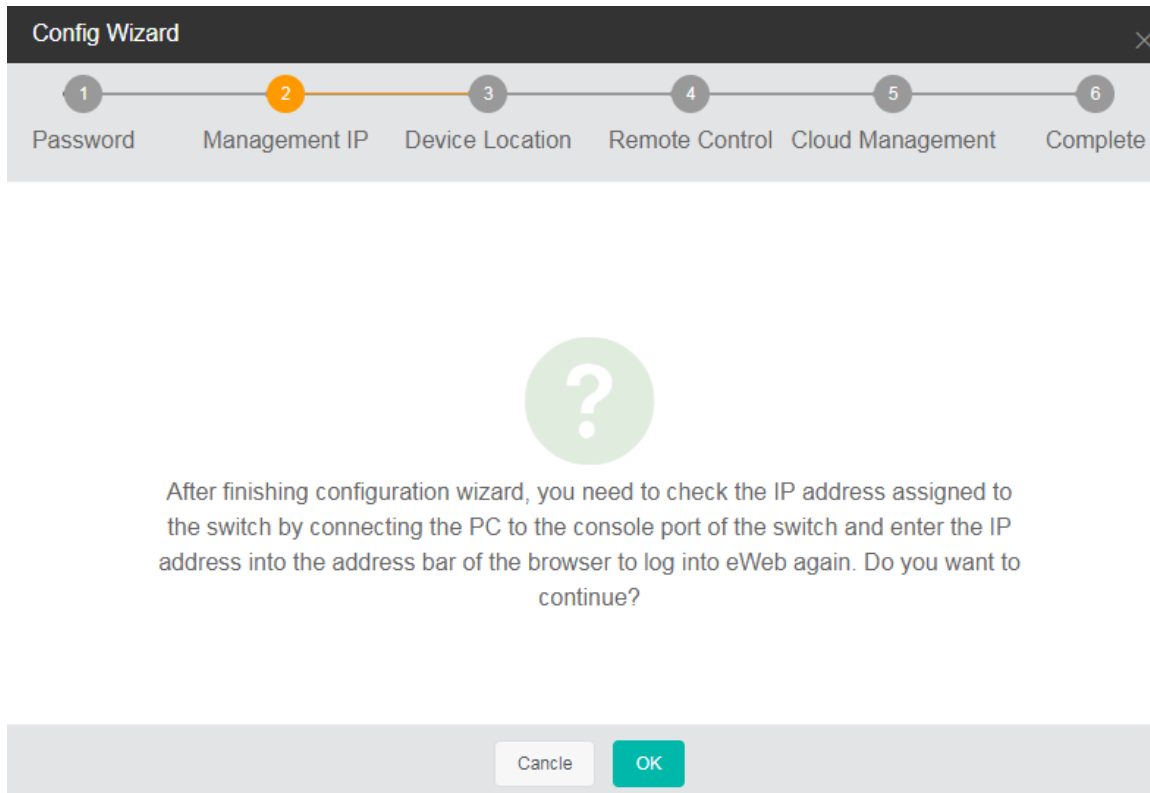 Config Wizard
1 2 3 4 5 6
Password Management IP Device Location Remote Control Cloud Management Complete
?
After finishing configuration wizard, you need to check the IP address assigned to
the switch by connecting the PC to the console port of the switch and enter the IP
address into the address bar of the browser to log into eWeb again. Do you want to
continue?
Cancle OK